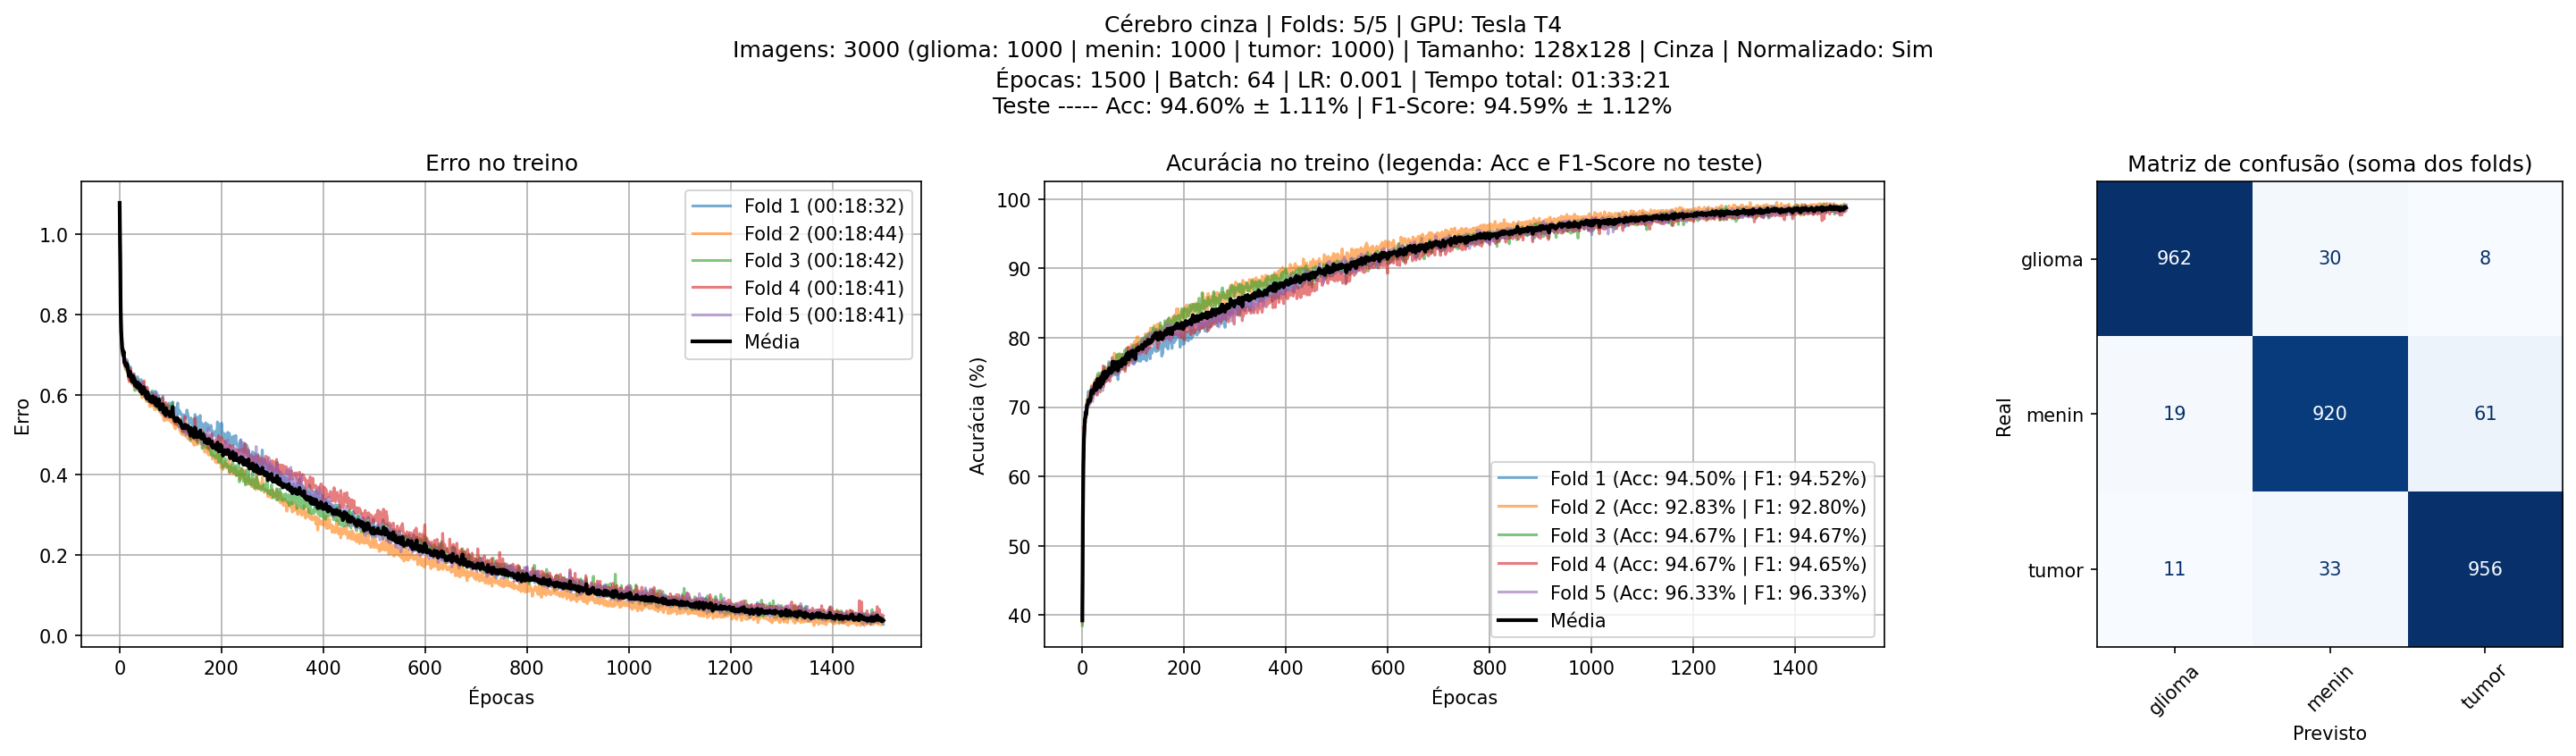 Cérebro cinza | Folds: 5/5 | GPU: Tesla T4
Imagens: 3000 (glioma: 1000 | menin: 1000 | tumor: 1000) | Tamanho: 128x128 | Cinza | Normalizado: Sim
Épocas: 1500 | Batch: 64 | LR: 0.001 | Tempo total: 01:33:21
Teste ----- Acc: 94.60% ± 1.11% | F1-Score: 94.59% ± 1.12%
Erro no treino
Erro
1.0
0.8
0.6
0.4
0.2
0.0
0 200 400 600 800 1000 1200 1400
Épocas
Fold 1 (00:18:32)
Fold 2 (00:18:44)
Fold 3 (00:18:42)
Fold 4 (00:18:41)
Fold 5 (00:18:41)
Média
Acurácia no treino (legenda: Acc e F1-Score no teste)
Acurácia (%)
100
90
80
70
60
50
40
0 200 400 600 800 1000 1200 1400
Épocas
Fold 1 (Acc: 94.50% | F1: 94.52%)
Fold 2 (Acc: 92.83% | F1: 92.80%)
Fold 3 (Acc: 94.67% | F1: 94.67%)
Fold 4 (Acc: 94.67% | F1: 94.65%)
Fold 5 (Acc: 96.33% | F1: 96.33%)
Média
Matriz de confusão (soma dos folds)
Real
glioma 962 30 8
menin 19 920 61
tumor 11 33 956
glioma menin tumor
Previsto